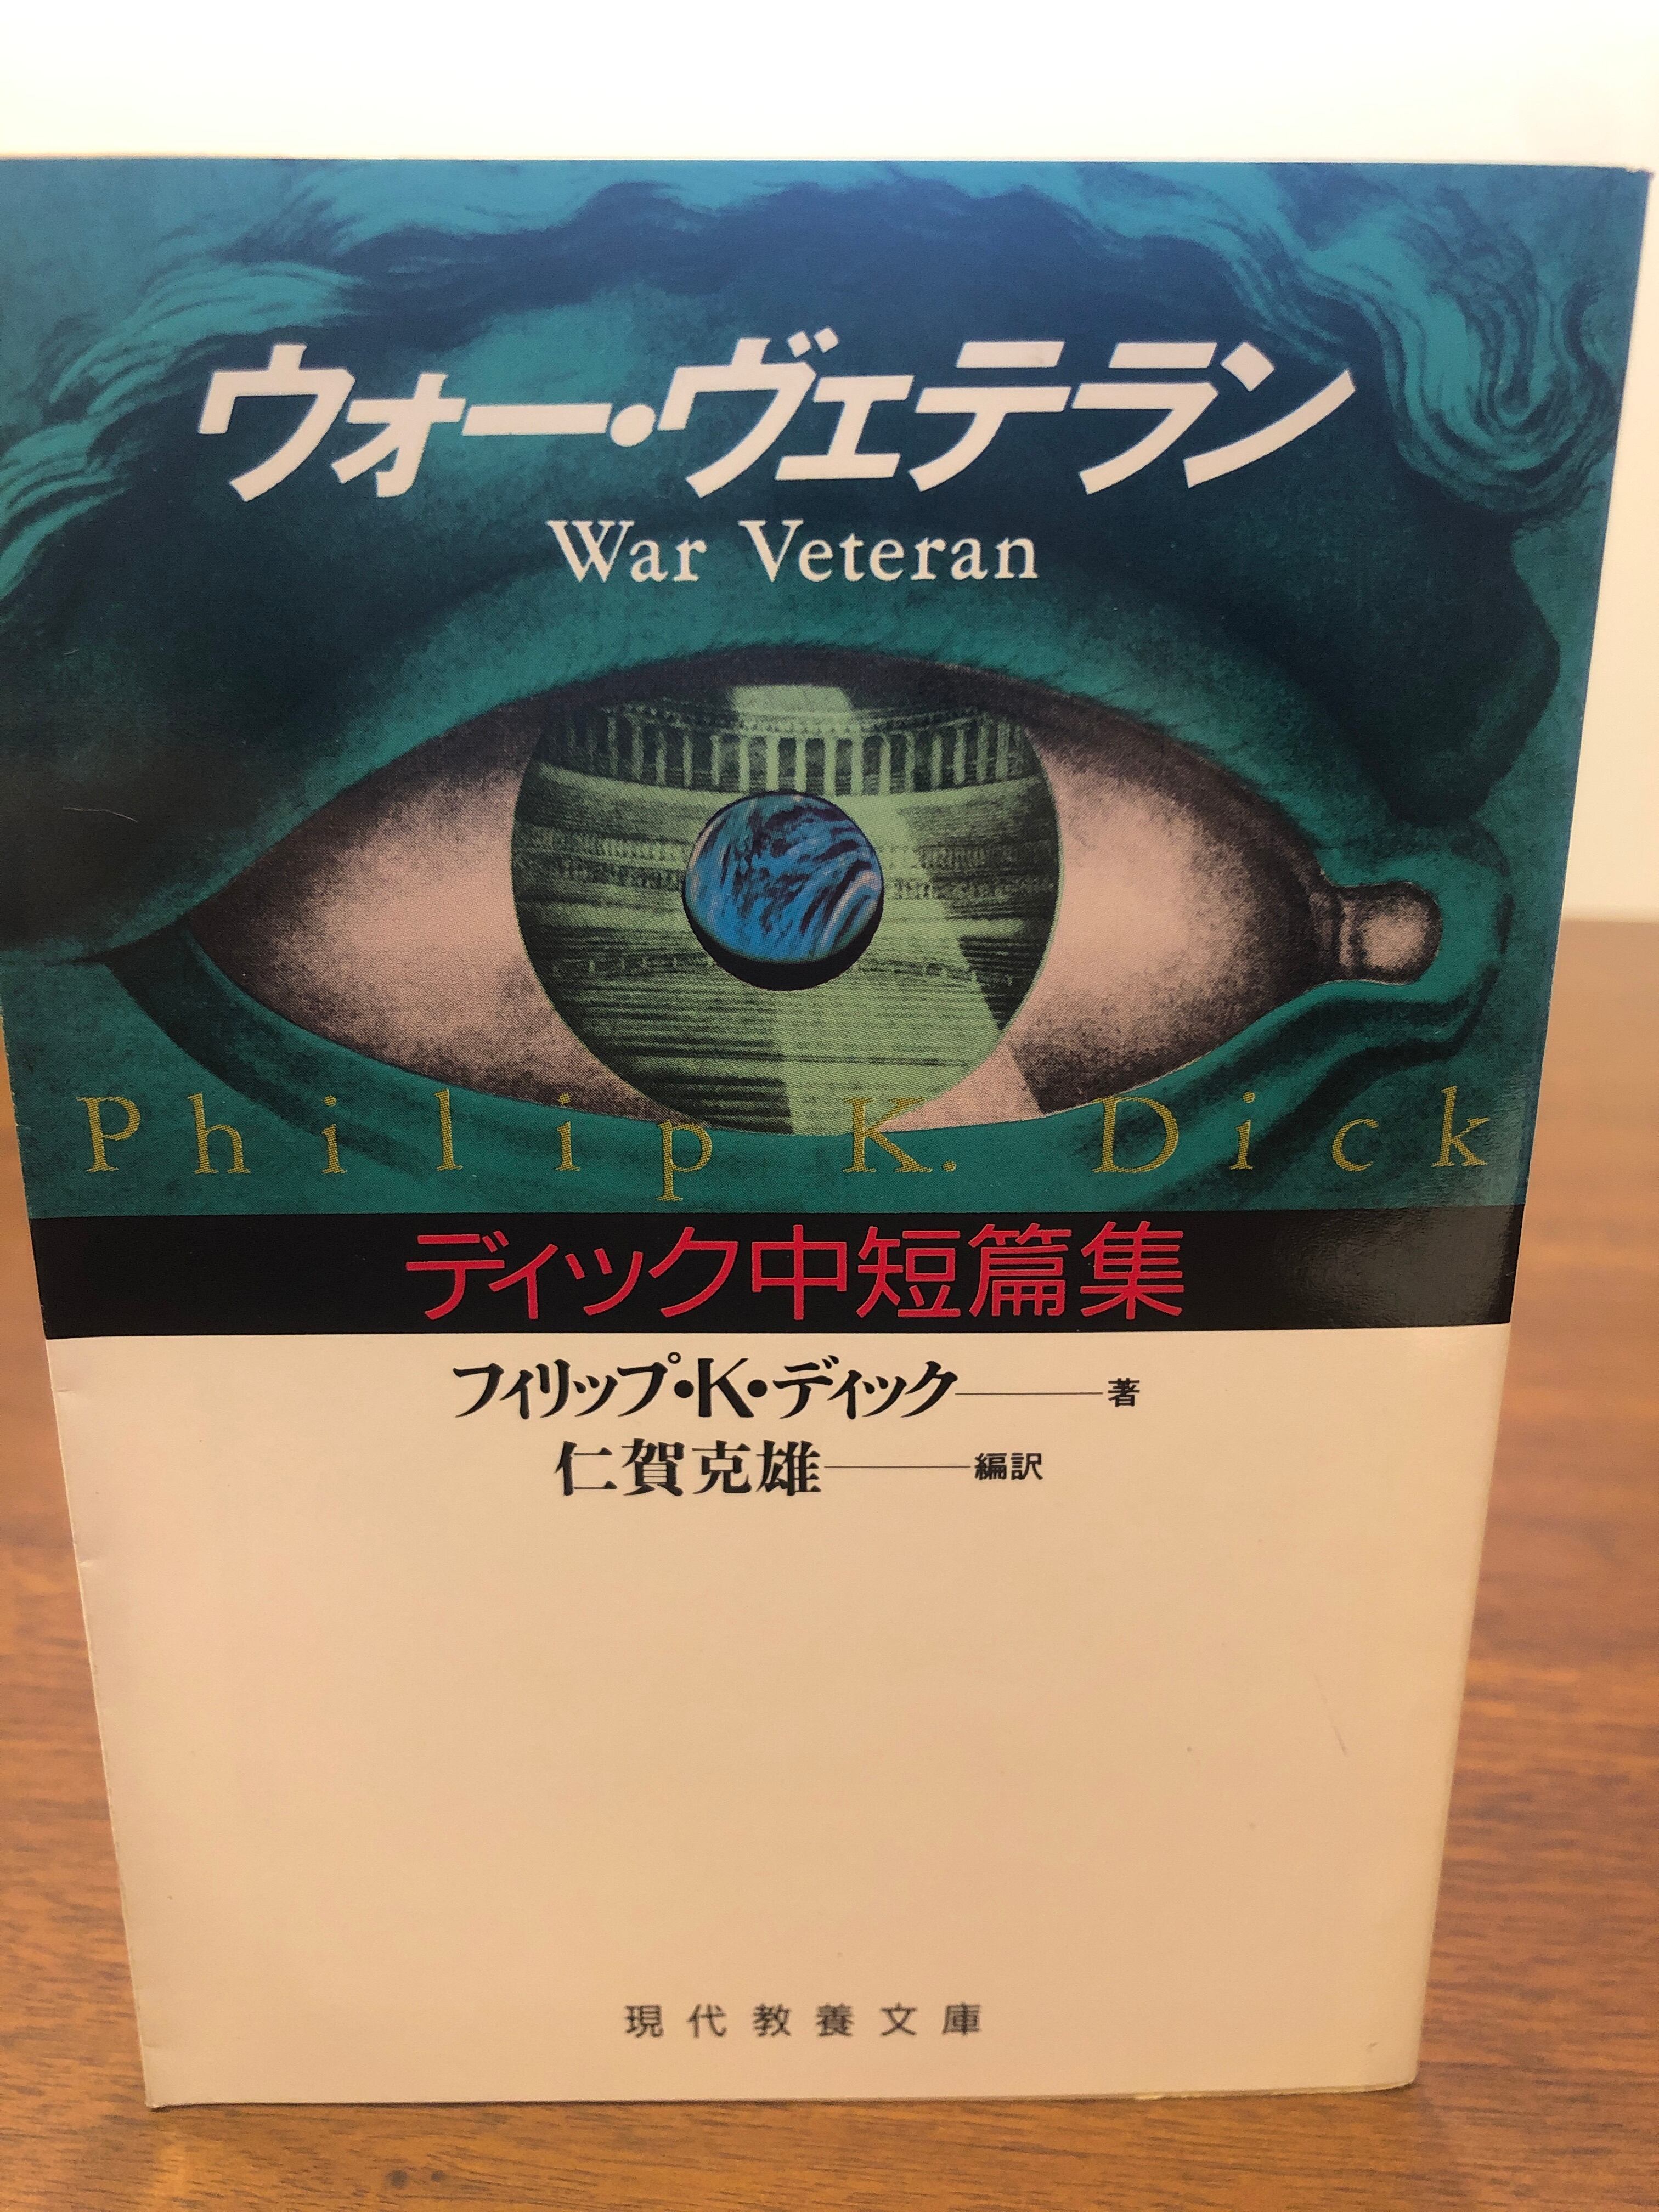 ウォー・ヴェテラン
War Veteran
Philip K. Dick
ディック中短篇集
フィリップ・K・ディック――著
仁賀克雄――編訳
現代教養文庫